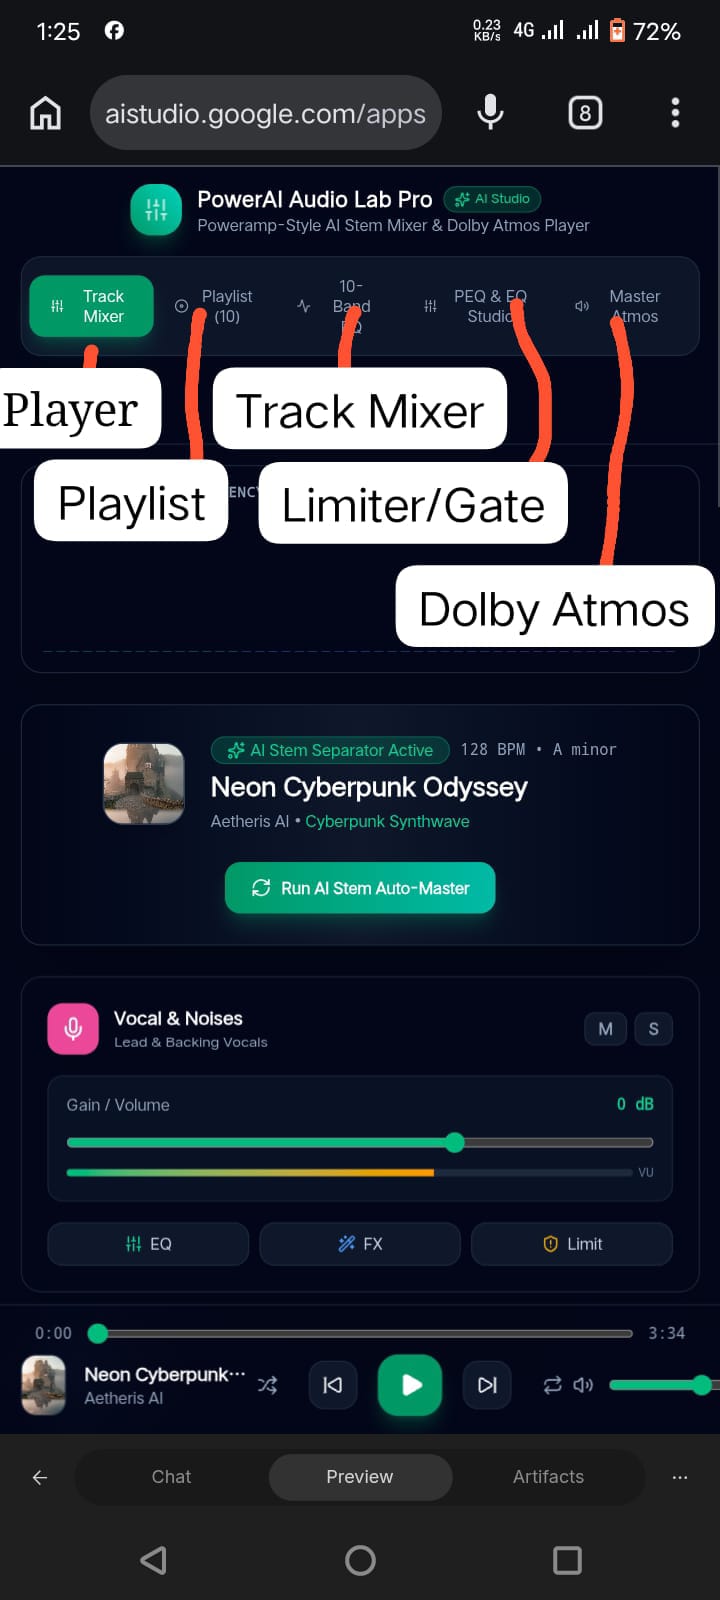 1:25
0.23
KB/s
4G
72%
aistudio.google.com/apps
8
PowerAI Audio Lab Pro
AI Studio
Poweramp-Style AI Stem Mixer & Dolby Atmos Player
Track
Mixer
Playlist
(10)
10-
Band
EQ
PEQ & EQ
Studio
Master
Atmos
Player
Track Mixer
Playlist
ENCY
Limiter/Gate
Dolby Atmos
AI Stem Separator Active
128 BPM • A minor
Neon Cyberpunk Odyssey
Aetheris AI • Cyberpunk Synthwave
Run AI Stem Auto-Master
Vocal & Noises
Lead & Backing Vocals
M
S
Gain / Volume
0 dB
VU
EQ
FX
Limit
0:00
3:34
Neon Cyberpunk···
Aetheris AI
Chat
Preview
Artifacts